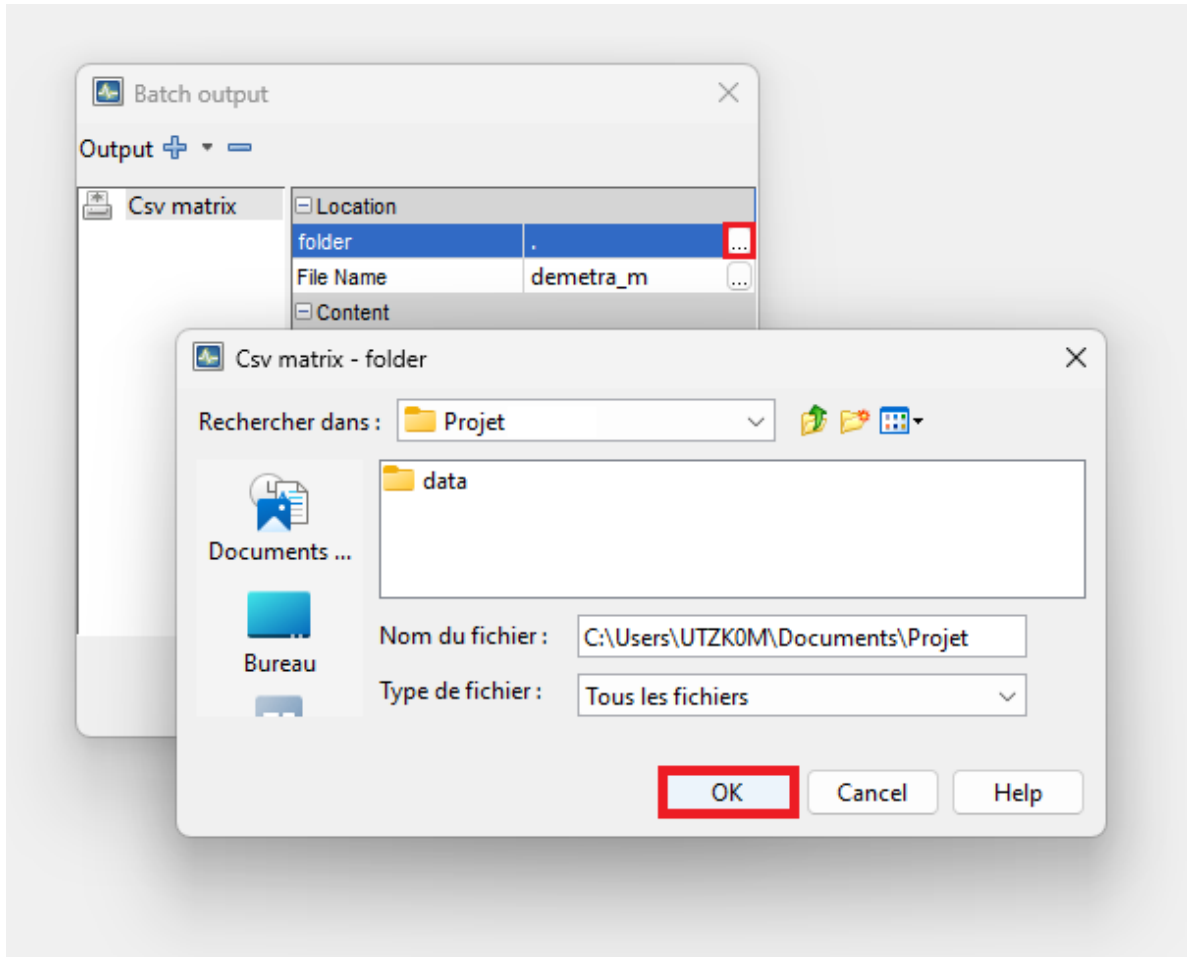 Batch output
Output
Csv matrix
Location
folder . ...
File Name demetra_m ...
Content
Csv matrix - folder
Rechercher dans : Projet
data
Documents ...
Bureau
Nom du fichier : C:\Users\UTZK0M\Documents\Projet
Type de fichier : Tous les fichiers
OK Cancel Help